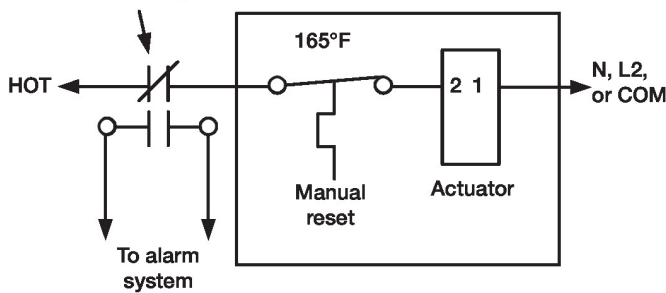 165°F
HOT
2 1
N, L2,
or COM
Manual
reset
Actuator
To alarm
system